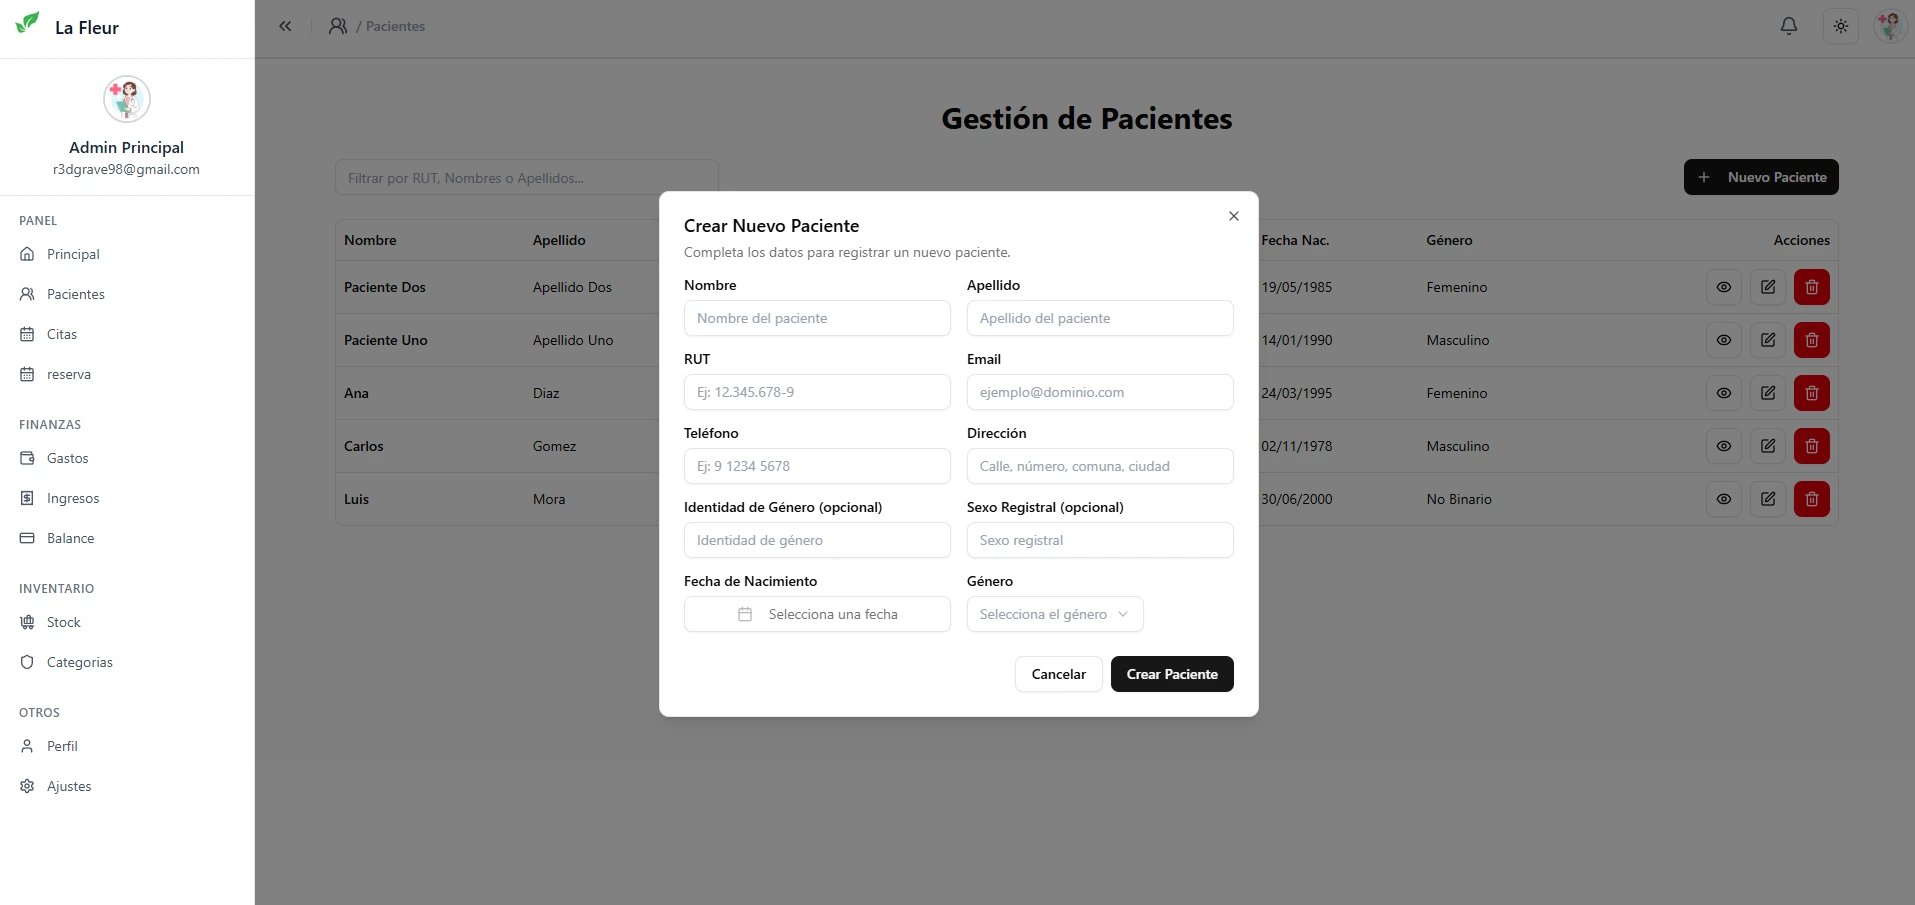 La Fleur
/ Pacientes
Admin Principal
r3dgrave98@gmail.com
PANEL
Principal
Pacientes
Citas
reserva
FINANZAS
Gastos
Ingresos
Balance
INVENTARIO
Stock
Categorias
OTROS
Perfil
Ajustes
Gestión de Pacientes
Filtrar por RUT, Nombres o Apellidos...
Nuevo Paciente
Nombre Apellido Fecha Nac. Género Acciones
Paciente Dos Apellido Dos 19/05/1985 Femenino
Paciente Uno Apellido Uno 14/01/1990 Masculino
Ana Diaz 24/03/1995 Femenino
Carlos Gomez 02/11/1978 Masculino
Luis Mora 30/06/2000 No Binario
Crear Nuevo Paciente
Completa los datos para registrar un nuevo paciente.
Nombre Apellido
Nombre del paciente Apellido del paciente
RUT Email
Ej: 12.345.678-9 ejemplo@dominio.com
Teléfono Dirección
Ej: 9 1234 5678 Calle, número, comuna, ciudad
Identidad de Género (opcional) Sexo Registral (opcional)
Identidad de género Sexo registral
Fecha de Nacimiento Género
Selecciona una fecha Selecciona el género
Cancelar Crear Paciente